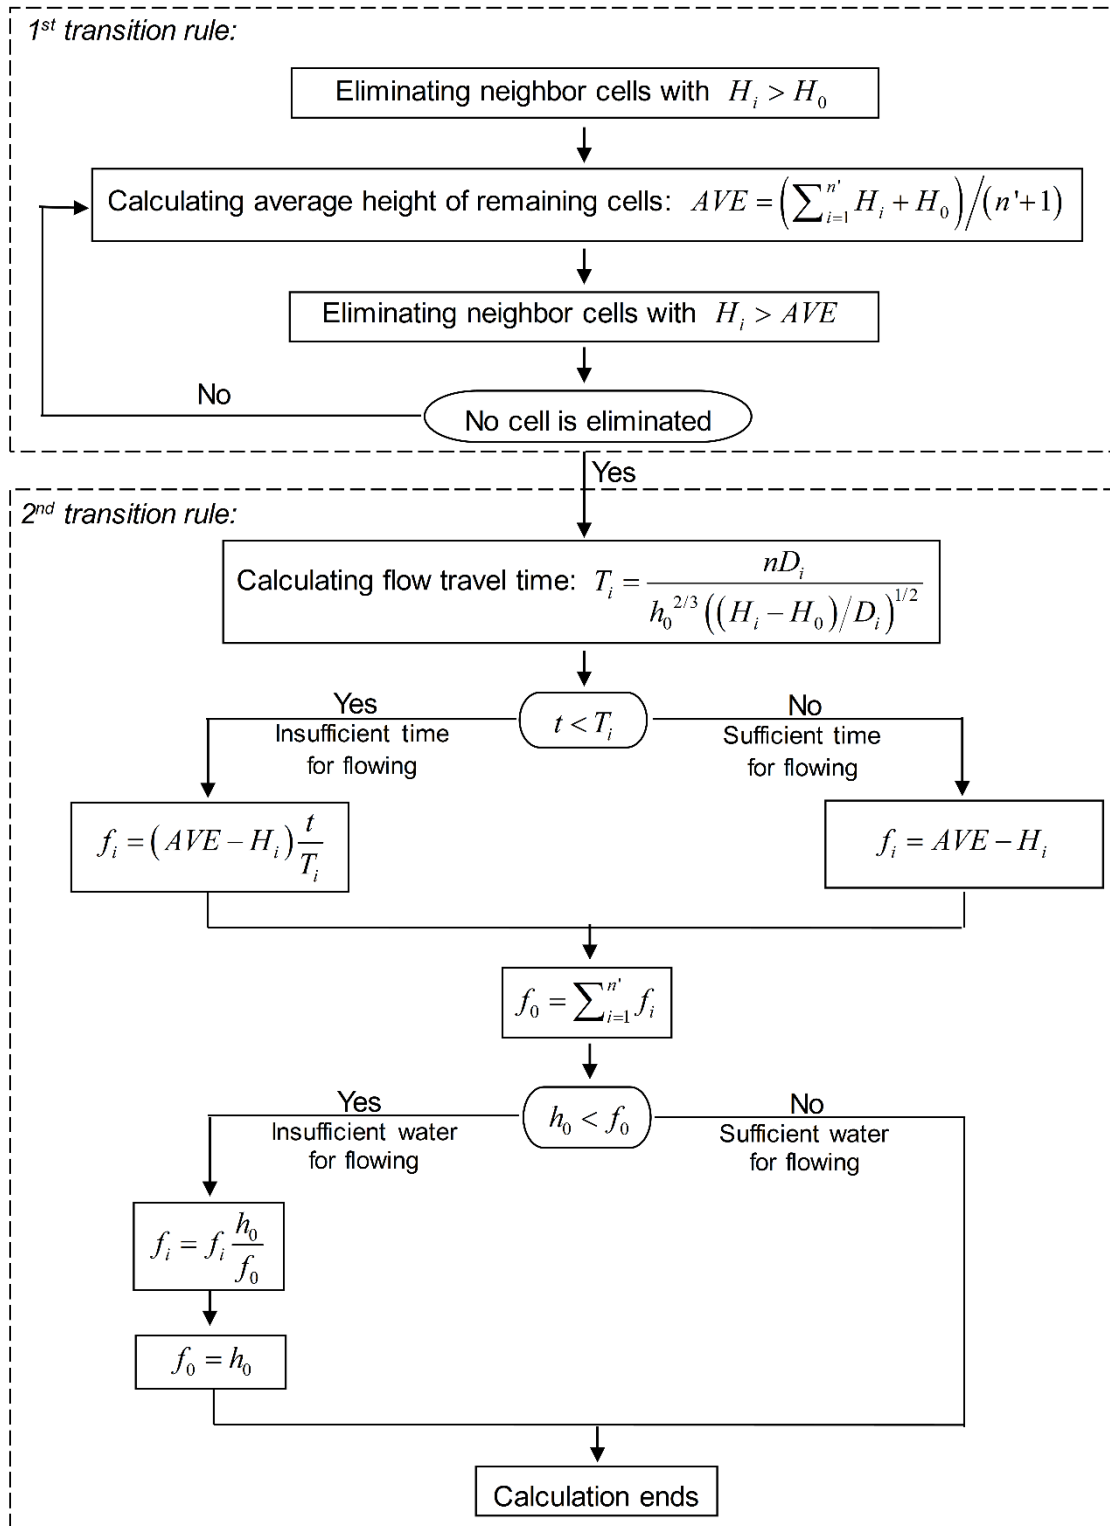 1st transition rule:
Eliminating neighbor cells with H_i > H_0
Calculating average height of remaining cells: AVE = (∑_{i=1}^{n'} H_i + H_0)/(n'+1)
Eliminating neighbor cells with H_i > AVE
No
No cell is eliminated
Yes
2nd transition rule:
Calculating flow travel time: T_i = nD_i / (h_0^{2/3} ((H_i − H_0)/D_i)^{1/2})
Yes
t < T_i
No
Insufficient time
for flowing
Sufficient time
for flowing
f_i = (AVE − H_i) t/T_i
f_i = AVE − H_i
f_0 = ∑_{i=1}^{n'} f_i
Yes
h_0 < f_0
No
Insufficient water
for flowing
Sufficient water
for flowing
f_i = f_i h_0/f_0
f_0 = h_0
Calculation ends